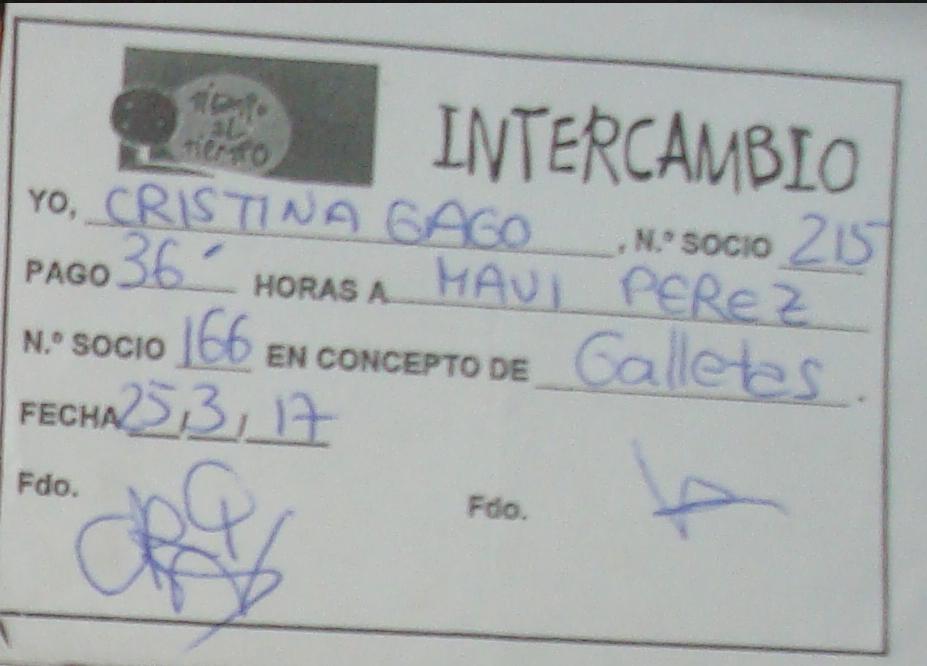 tiempo
al
tiempo
INTERCAMBIO
YO, CRISTINA GAGO, N.º SOCIO 215
PAGO 36´ HORAS A MAVI PEREZ
N.º SOCIO 166 EN CONCEPTO DE Galletas.
FECHA 25, 3, 17
Fdo. Fdo.